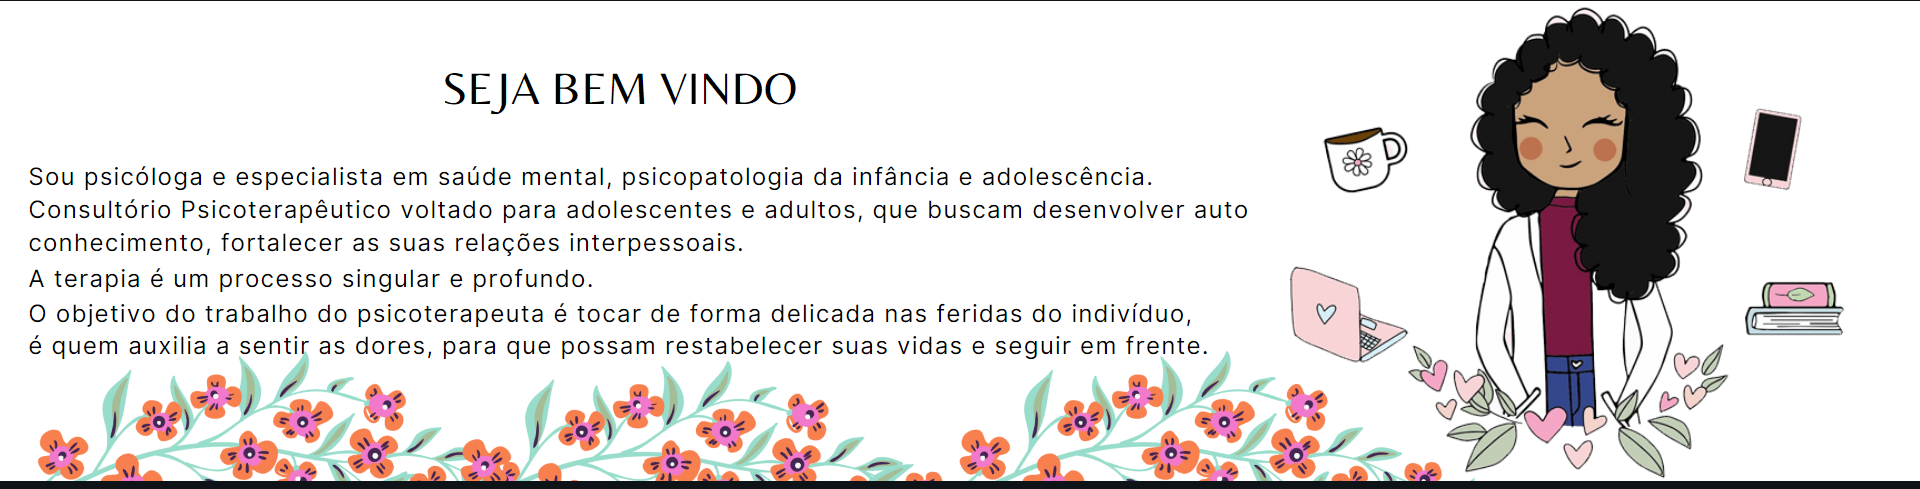 SEJA BEM VINDO
Sou psicóloga e especialista em saúde mental, psicopatologia da infância e adolescência.
Consultório Psicoterapêutico voltado para adolescentes e adultos, que buscam desenvolver auto
conhecimento, fortalecer as suas relações interpessoais.
A terapia é um processo singular e profundo.
O objetivo do trabalho do psicoterapeuta é tocar de forma delicada nas feridas do indivíduo,
é quem auxilia a sentir as dores, para que possam restabelecer suas vidas e seguir em frente.